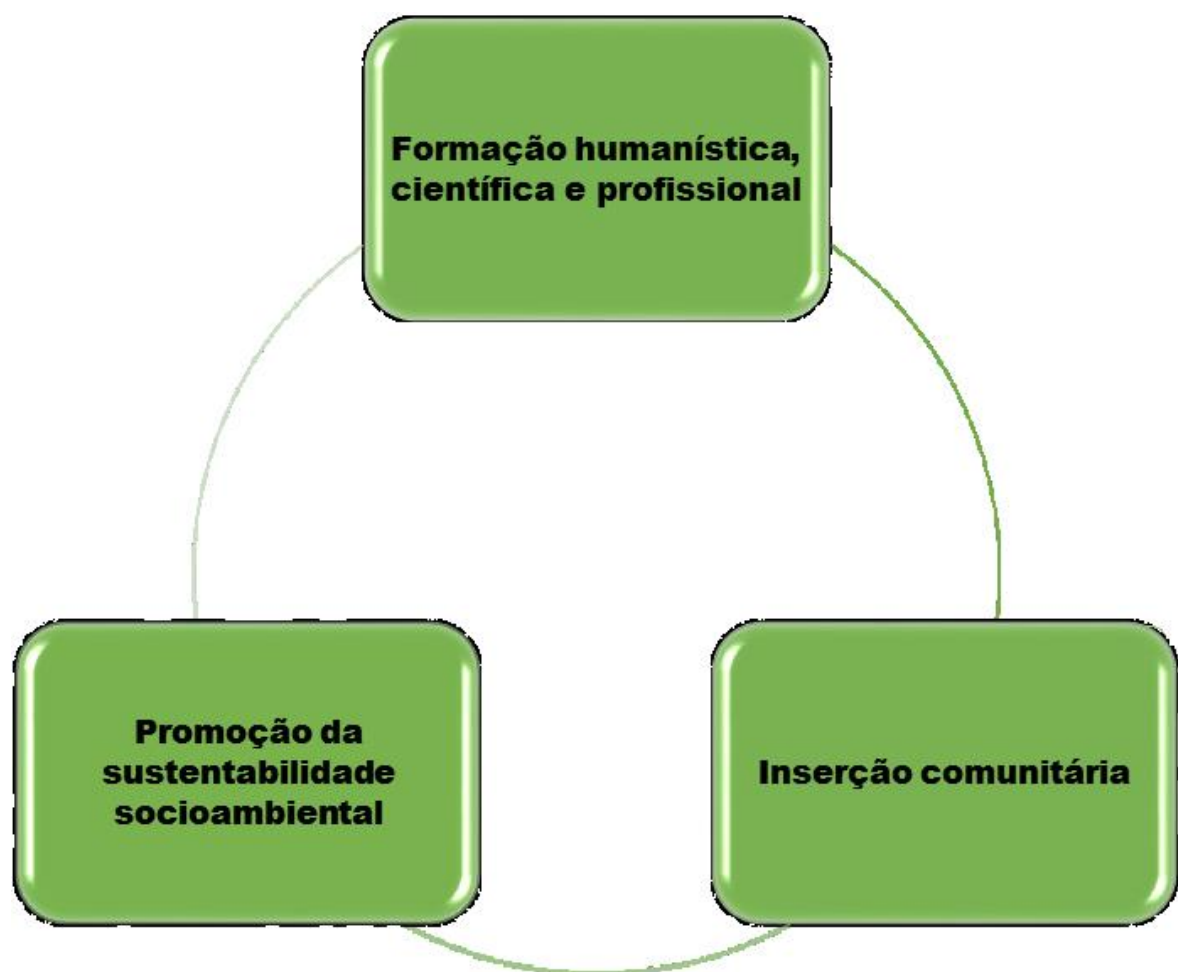 Formação humanística,
científica e profissional
Promoção da
sustentabilidade
socioambiental
Inserção comunitária